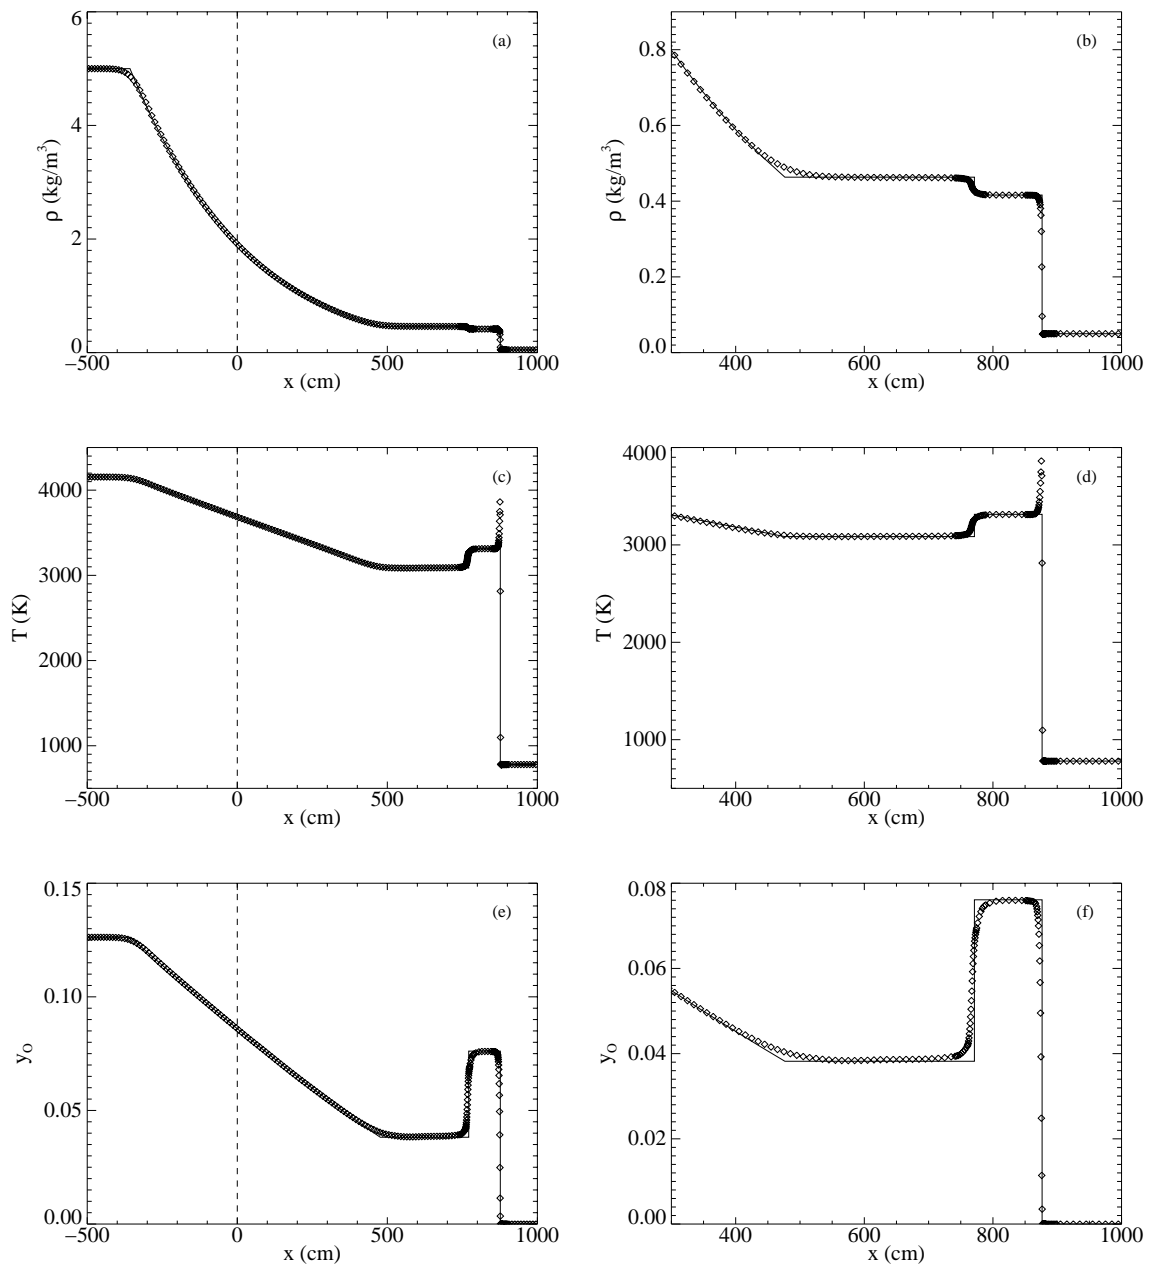 6
4
2
0
ρ (kg/m³)
(a)
−500 0 500 1000
x (cm)
0.8
0.6
0.4
0.2
0.0
ρ (kg/m³)
(b)
400 600 800 1000
x (cm)
4000
3000
2000
1000
T (K)
(c)
−500 0 500 1000
x (cm)
4000
3000
2000
1000
T (K)
(d)
400 600 800 1000
x (cm)
0.15
0.10
0.05
0.00
y_O
(e)
−500 0 500 1000
x (cm)
0.08
0.06
0.04
0.02
0.00
y_O
(f)
400 600 800 1000
x (cm)